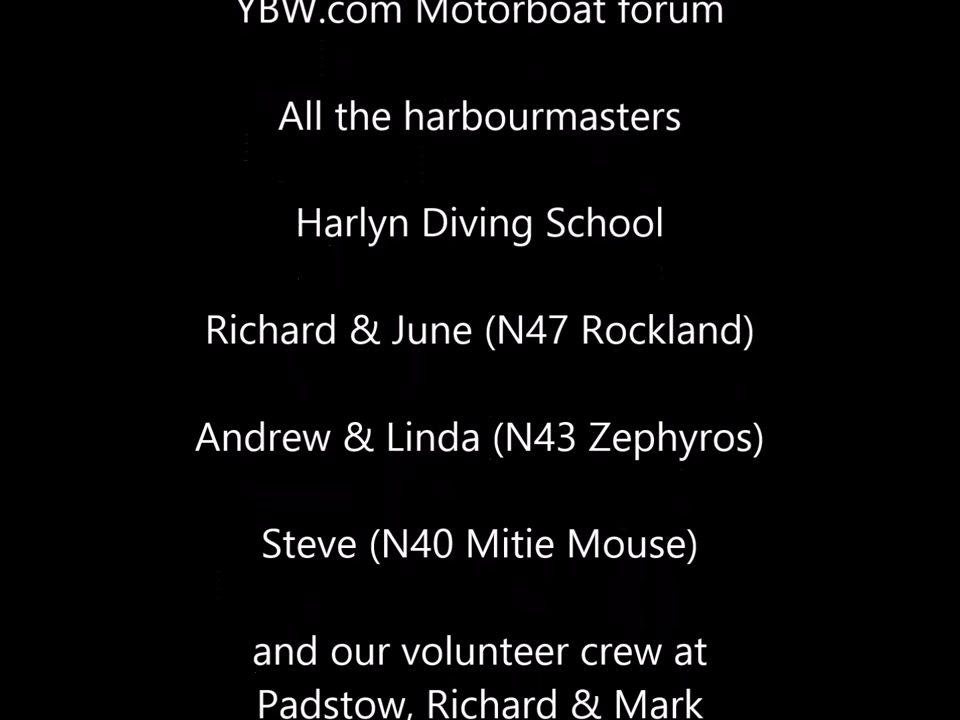 YBW.com Motorboat forum
All the harbourmasters
Harlyn Diving School
Richard & June (N47 Rockland)
Andrew & Linda (N43 Zephyros)
Steve (N40 Mitie Mouse)
and our volunteer crew at
Padstow, Richard & Mark